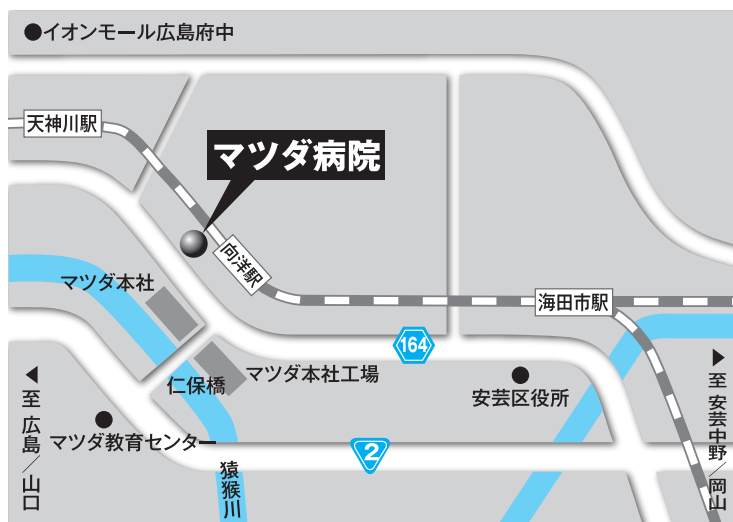 ●イオンモール広島府中
天神川駅
マツダ病院
向洋駅
マツダ本社
海田市駅
164
仁保橋
マツダ本社工場
安芸区役所
◀至 広島／山口
▶至 安芸中野／岡山
マツダ教育センター
2
猿猴川